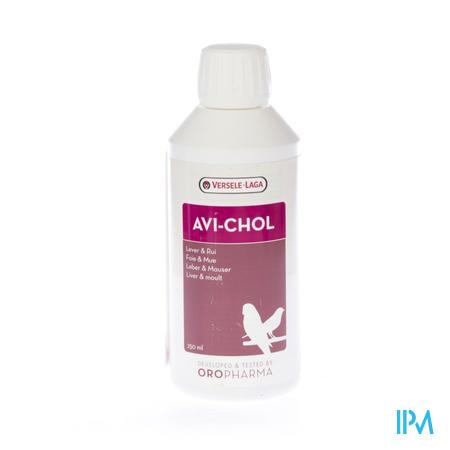 VERSELE-LAGA
AVI-CHOL
Lever & Rui
Foie & Mue
Leber & Mauser
Liver & moult
250 ml
DEVELOPED & TESTED BY
OROPHARMA
IPM